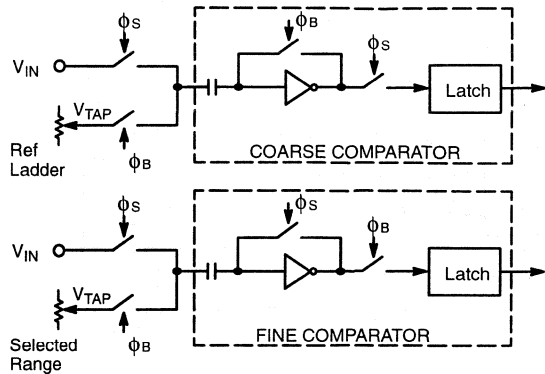 ϕS
ϕB
ϕS
VIN
VTAP
Latch
Ref
Ladder
ϕB
COARSE COMPARATOR
ϕS
ϕS
ϕB
VIN
VTAP
Latch
Selected
Range
ϕB
FINE COMPARATOR